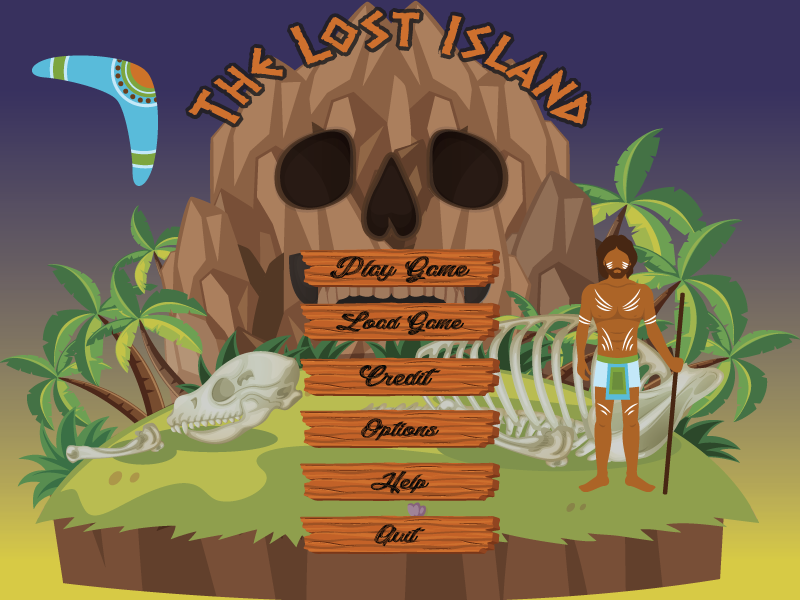 The Lost Island
Play Game
Load Game
Credit
Options
Help
Quit